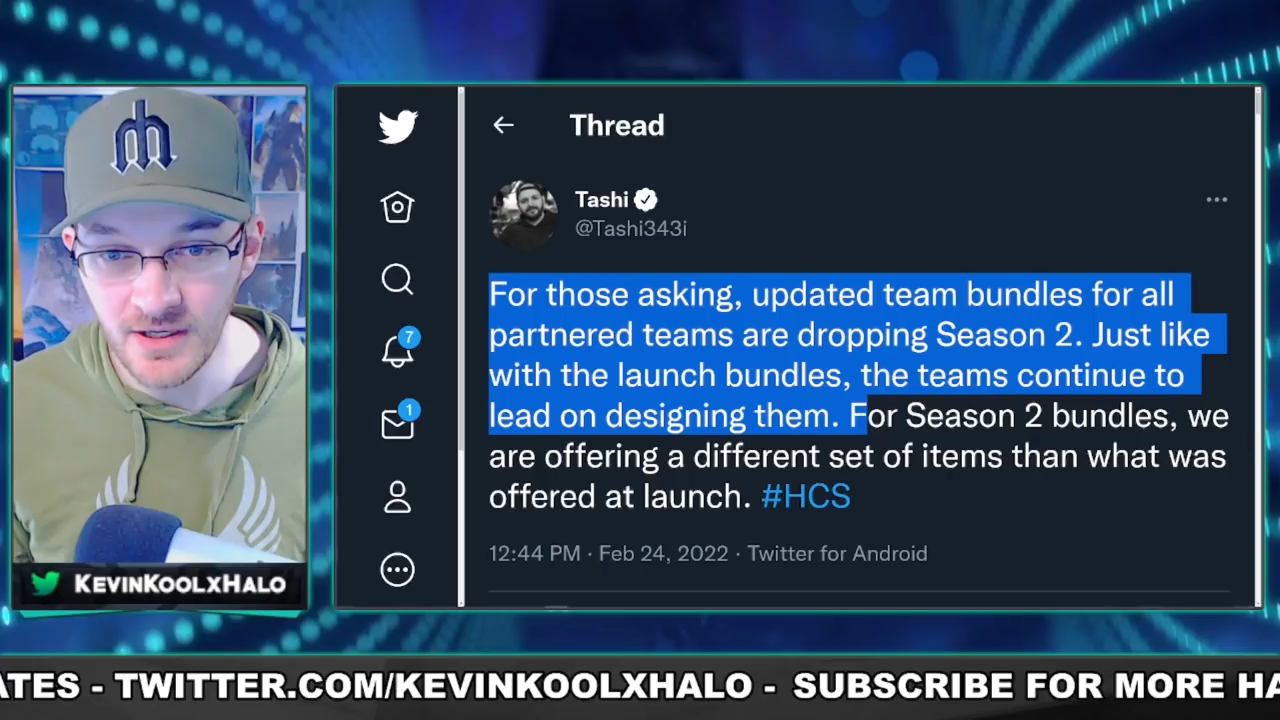 Thread
Tashi
@Tashi343i
For those asking, updated team bundles for all
partnered teams are dropping Season 2. Just like
with the launch bundles, the teams continue to
lead on designing them. For Season 2 bundles, we
are offering a different set of items than what was
offered at launch. #HCS
12:44 PM · Feb 24, 2022 · Twitter for Android
7
1
KEVINKOOLXHALO
ATES - TWITTER.COM/KEVINKOOLXHALO - SUBSCRIBE FOR MORE HA